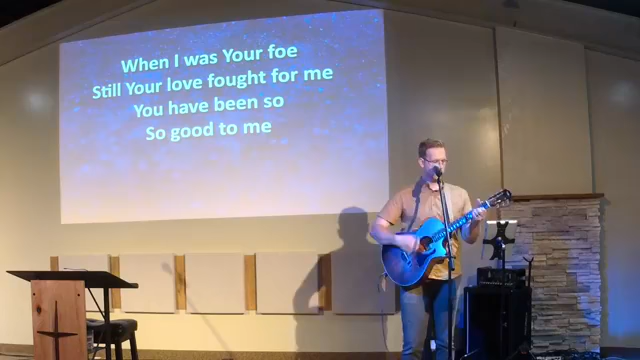 When I was Your foe
Still Your love fought for me
You have been so
So good to me